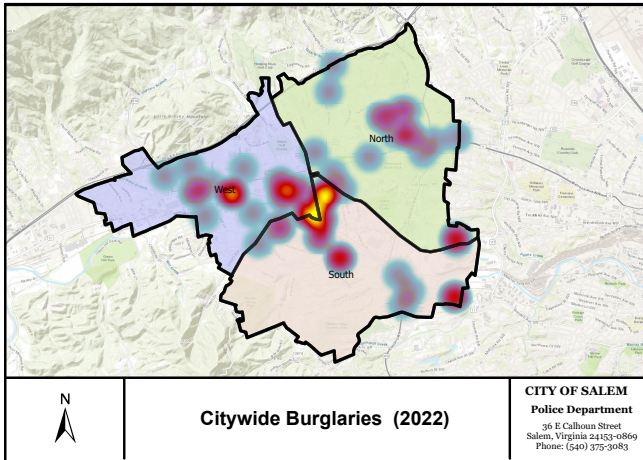 North
West
South
N
Citywide Burglaries (2022)
CITY OF SALEM
Police Department
36 E Calhoun Street
Salem, Virginia 24153-0869
Phone: (540) 375-3083